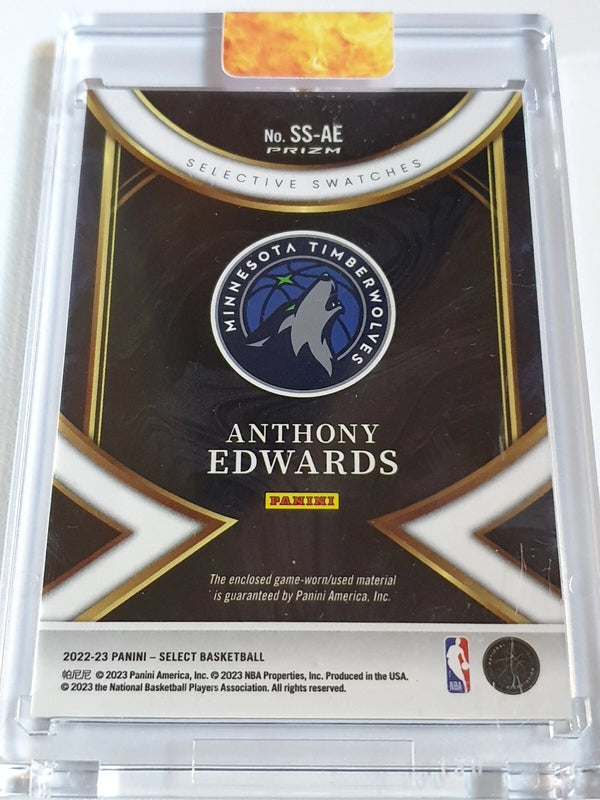 No. SS-AE
PRIZM
SELECTIVE SWATCHES
MINNESOTA TIMBERWOLVES
ANTHONY
EDWARDS
PANINI
The enclosed game-worn/used material
is guaranteed by Panini America, Inc.
2022-23 PANINI – SELECT BASKETBALL
帕尼尼 © 2023 Panini America, Inc. © 2023 NBA Properties, Inc. Produced in the USA.
© 2023 the National Basketball Players Association. All rights reserved.
NBA